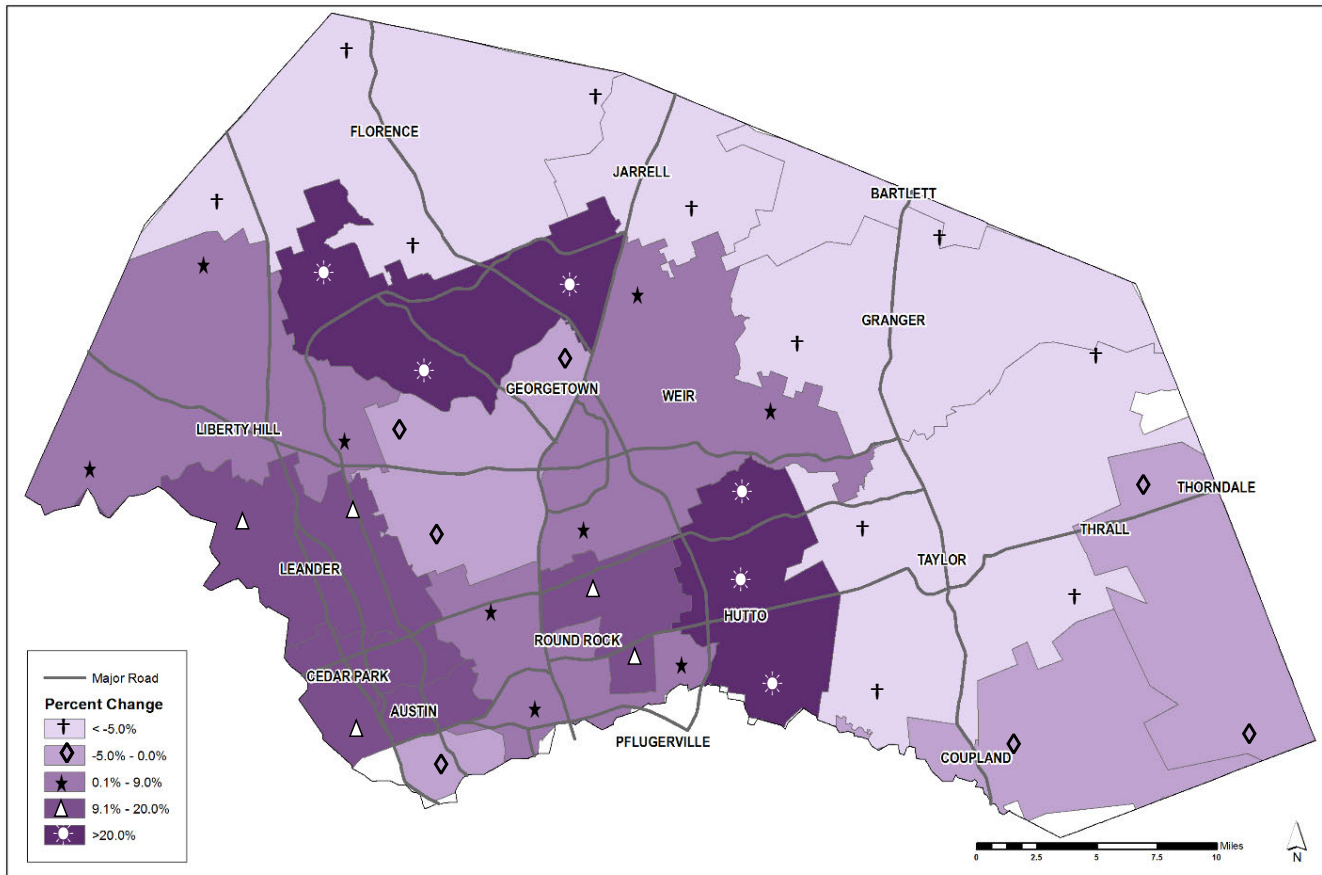 FLORENCE
JARRELL
BARTLETT
GRANGER
GEORGETOWN
WEIR
LIBERTY HILL
THORNDALE
THRALL
TAYLOR
LEANDER
HUTTO
ROUND ROCK
CEDAR PARK
AUSTIN
PFLUGERVILLE
COUPLAND
Major Road
Percent Change
< -5.0%
-5.0% - 0.0%
0.1% - 9.0%
9.1% - 20.0%
>20.0%
Miles
0 2.5 5 7.5 10
N